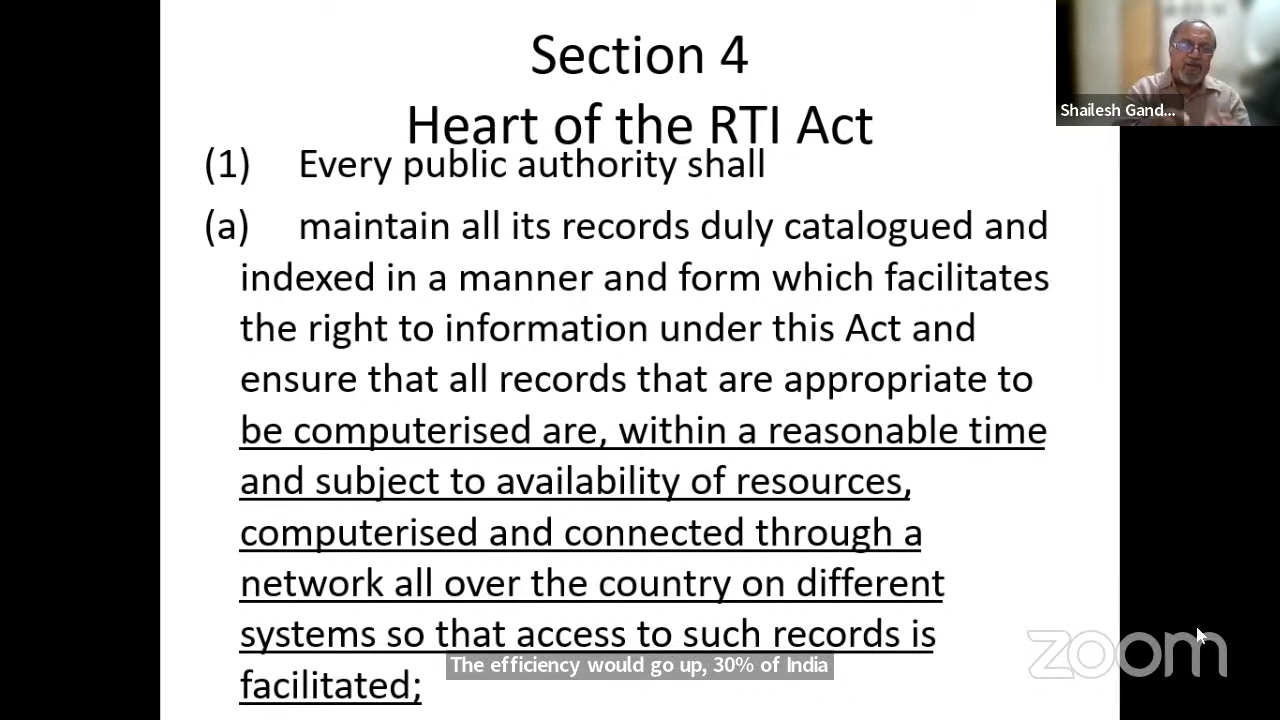 Section 4
Heart of the RTI Act
(1) Every public authority shall
(a) maintain all its records duly catalogued and
indexed in a manner and form which facilitates
the right to information under this Act and
ensure that all records that are appropriate to
be computerised are, within a reasonable time
and subject to availability of resources,
computerised and connected through a
network all over the country on different
systems so that access to such records is
facilitated;
Shailesh Gand...
The efficiency would go up, 30% of India
zoom